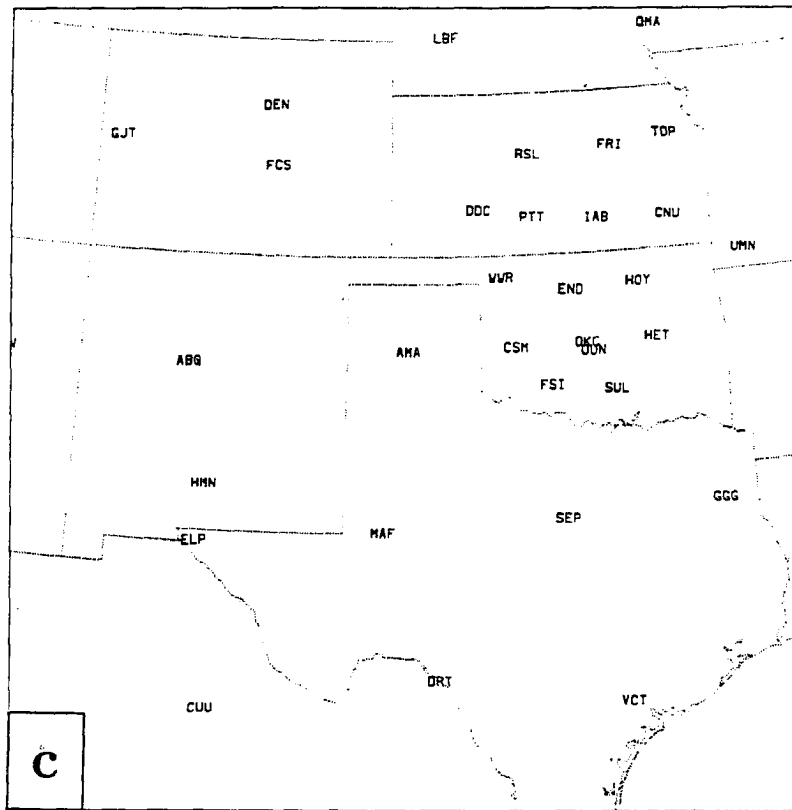 OMA
LBF
DEN
GJT
TOP
FRI
RSL
FCS
DDC
PTT
IAB
CNU
UMN
WWR
END
HOY
HET
OKC
CSM
OUN
AMA
ABQ
FSI
SUL
HMN
GGG
SEP
MAF
ELP
DRT
VCT
CUU
C